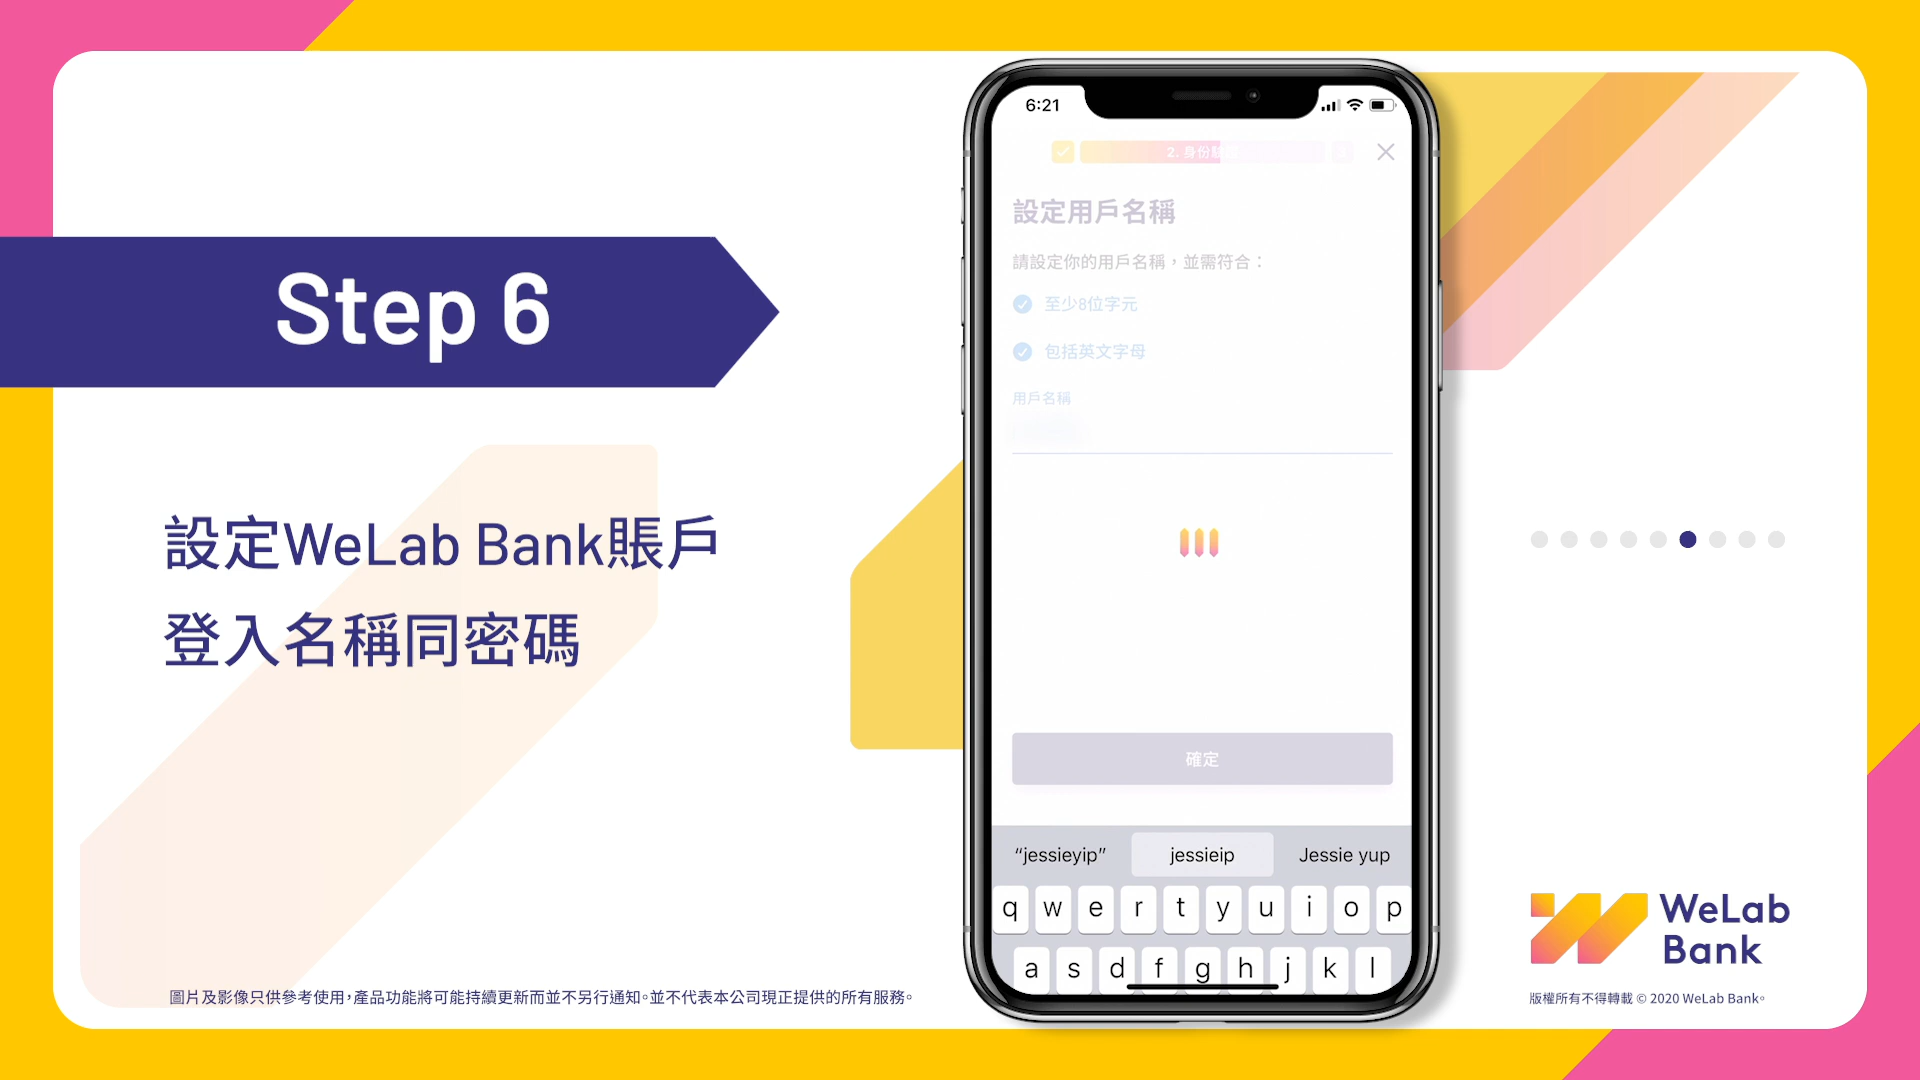 Step 6
設定WeLab Bank賬戶
登入名稱同密碼
圖片及影像只供參考使用，產品功能將可能持續更新而並不另行通知。並不代表本公司現正提供的所有服務。
6:21
2. 身份驗證
設定用戶名稱
請設定你的用戶名稱，並需符合：
至少8位字元
包括英文字母
用戶名稱
確定
“jessieyip” jessieip Jessie yup
q w e r t y u i o p
a s d f g h j k l
WeLab
Bank
版權所有不得轉載 © 2020 WeLab Bank。